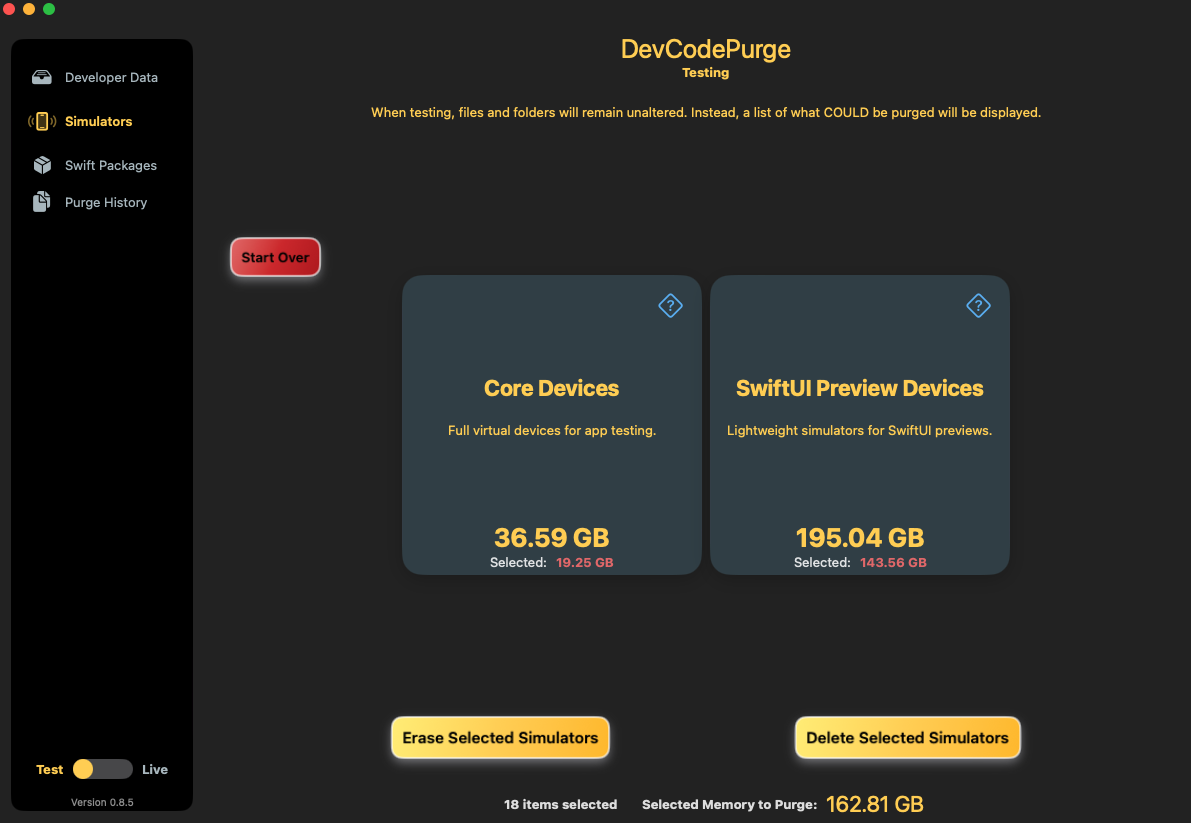 DevCodePurge
Testing
When testing, files and folders will remain unaltered. Instead, a list of what COULD be purged will be displayed.
Developer Data
Simulators
Swift Packages
Purge History
Start Over
?
Core Devices
Full virtual devices for app testing.
36.59 GB
Selected: 19.25 GB
?
SwiftUI Preview Devices
Lightweight simulators for SwiftUI previews.
195.04 GB
Selected: 143.56 GB
Erase Selected Simulators
Delete Selected Simulators
18 items selected Selected Memory to Purge: 162.81 GB
Test Live
Version 0.8.5